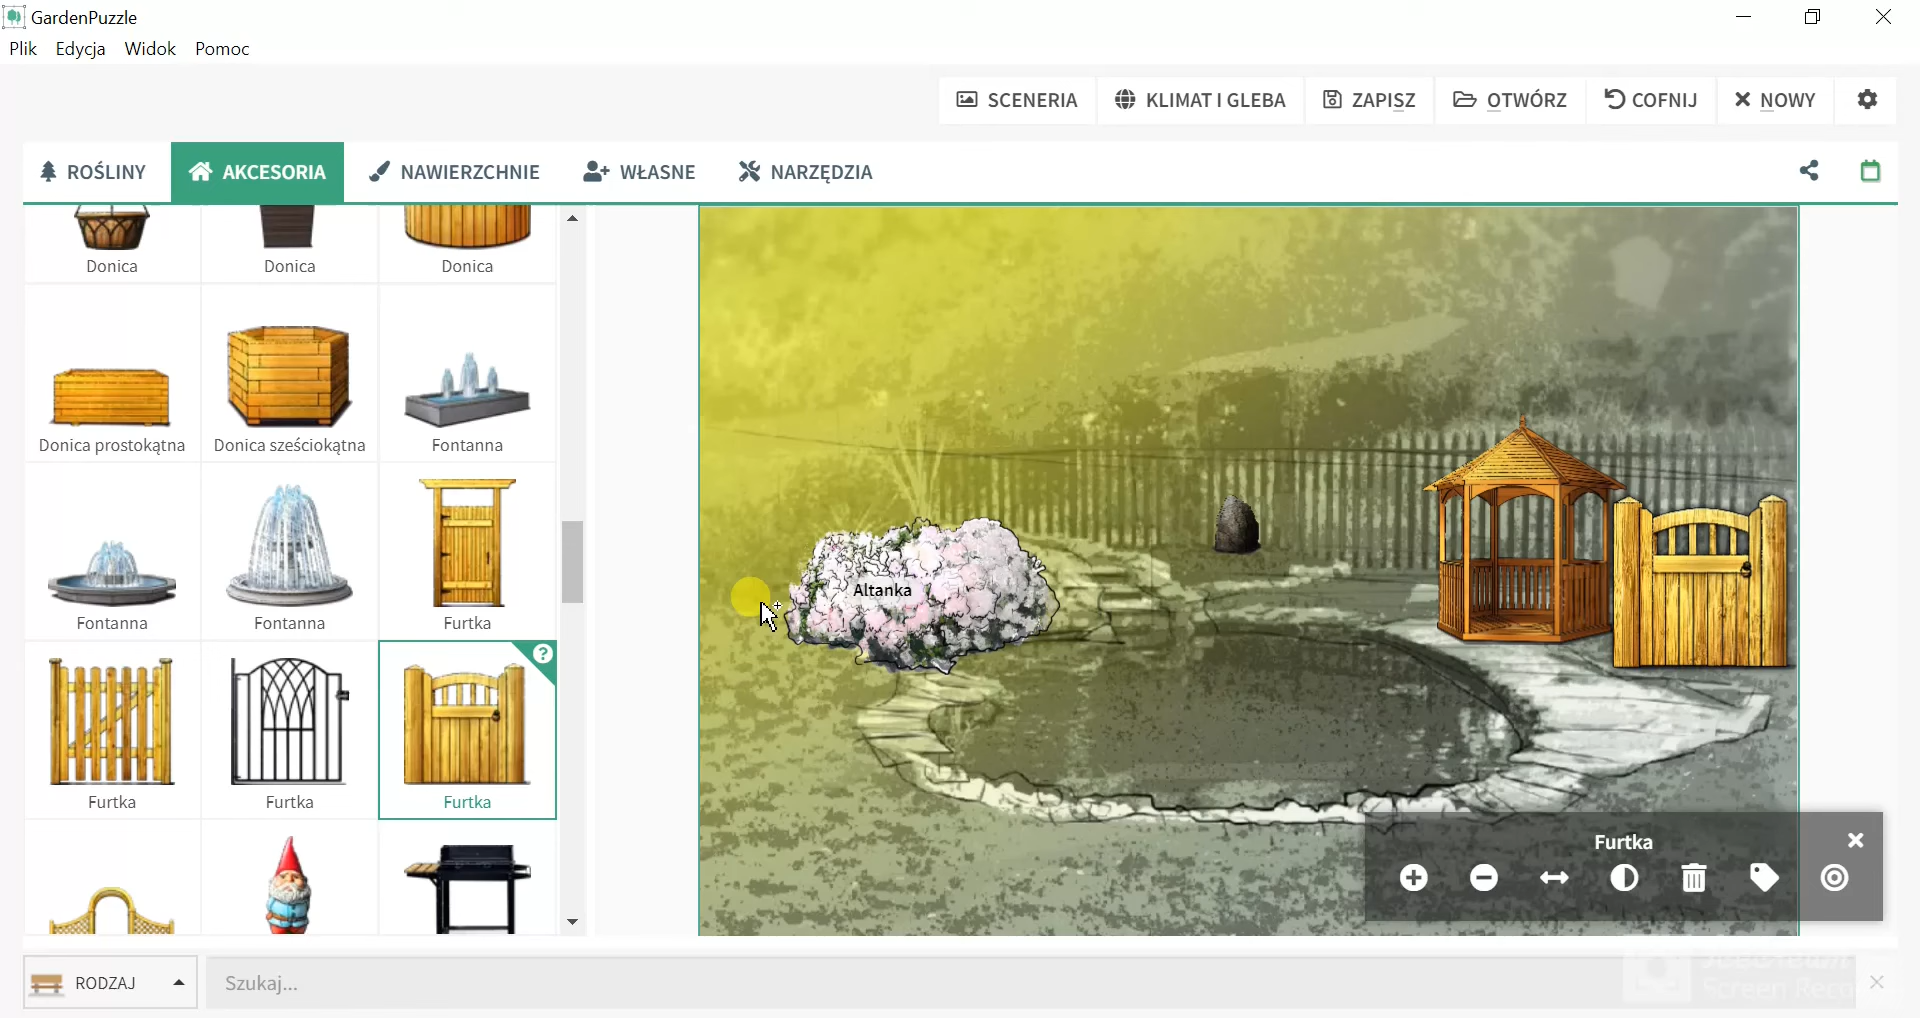 GardenPuzzle
Plik Edycja Widok Pomoc
SCENERIA KLIMAT I GLEBA ZAPISZ OTWÓRZ COFNIJ NOWY
ROŚLINY AKCESORIA NAWIERZCHNIE WŁASNE NARZĘDZIA
Donica Donica Donica
Donica prostokątna Donica sześciokątna Fontanna
Fontanna Fontanna Furtka
Altanka
Furtka Furtka Furtka
Furtka
RODZAJ Szukaj...
Screen